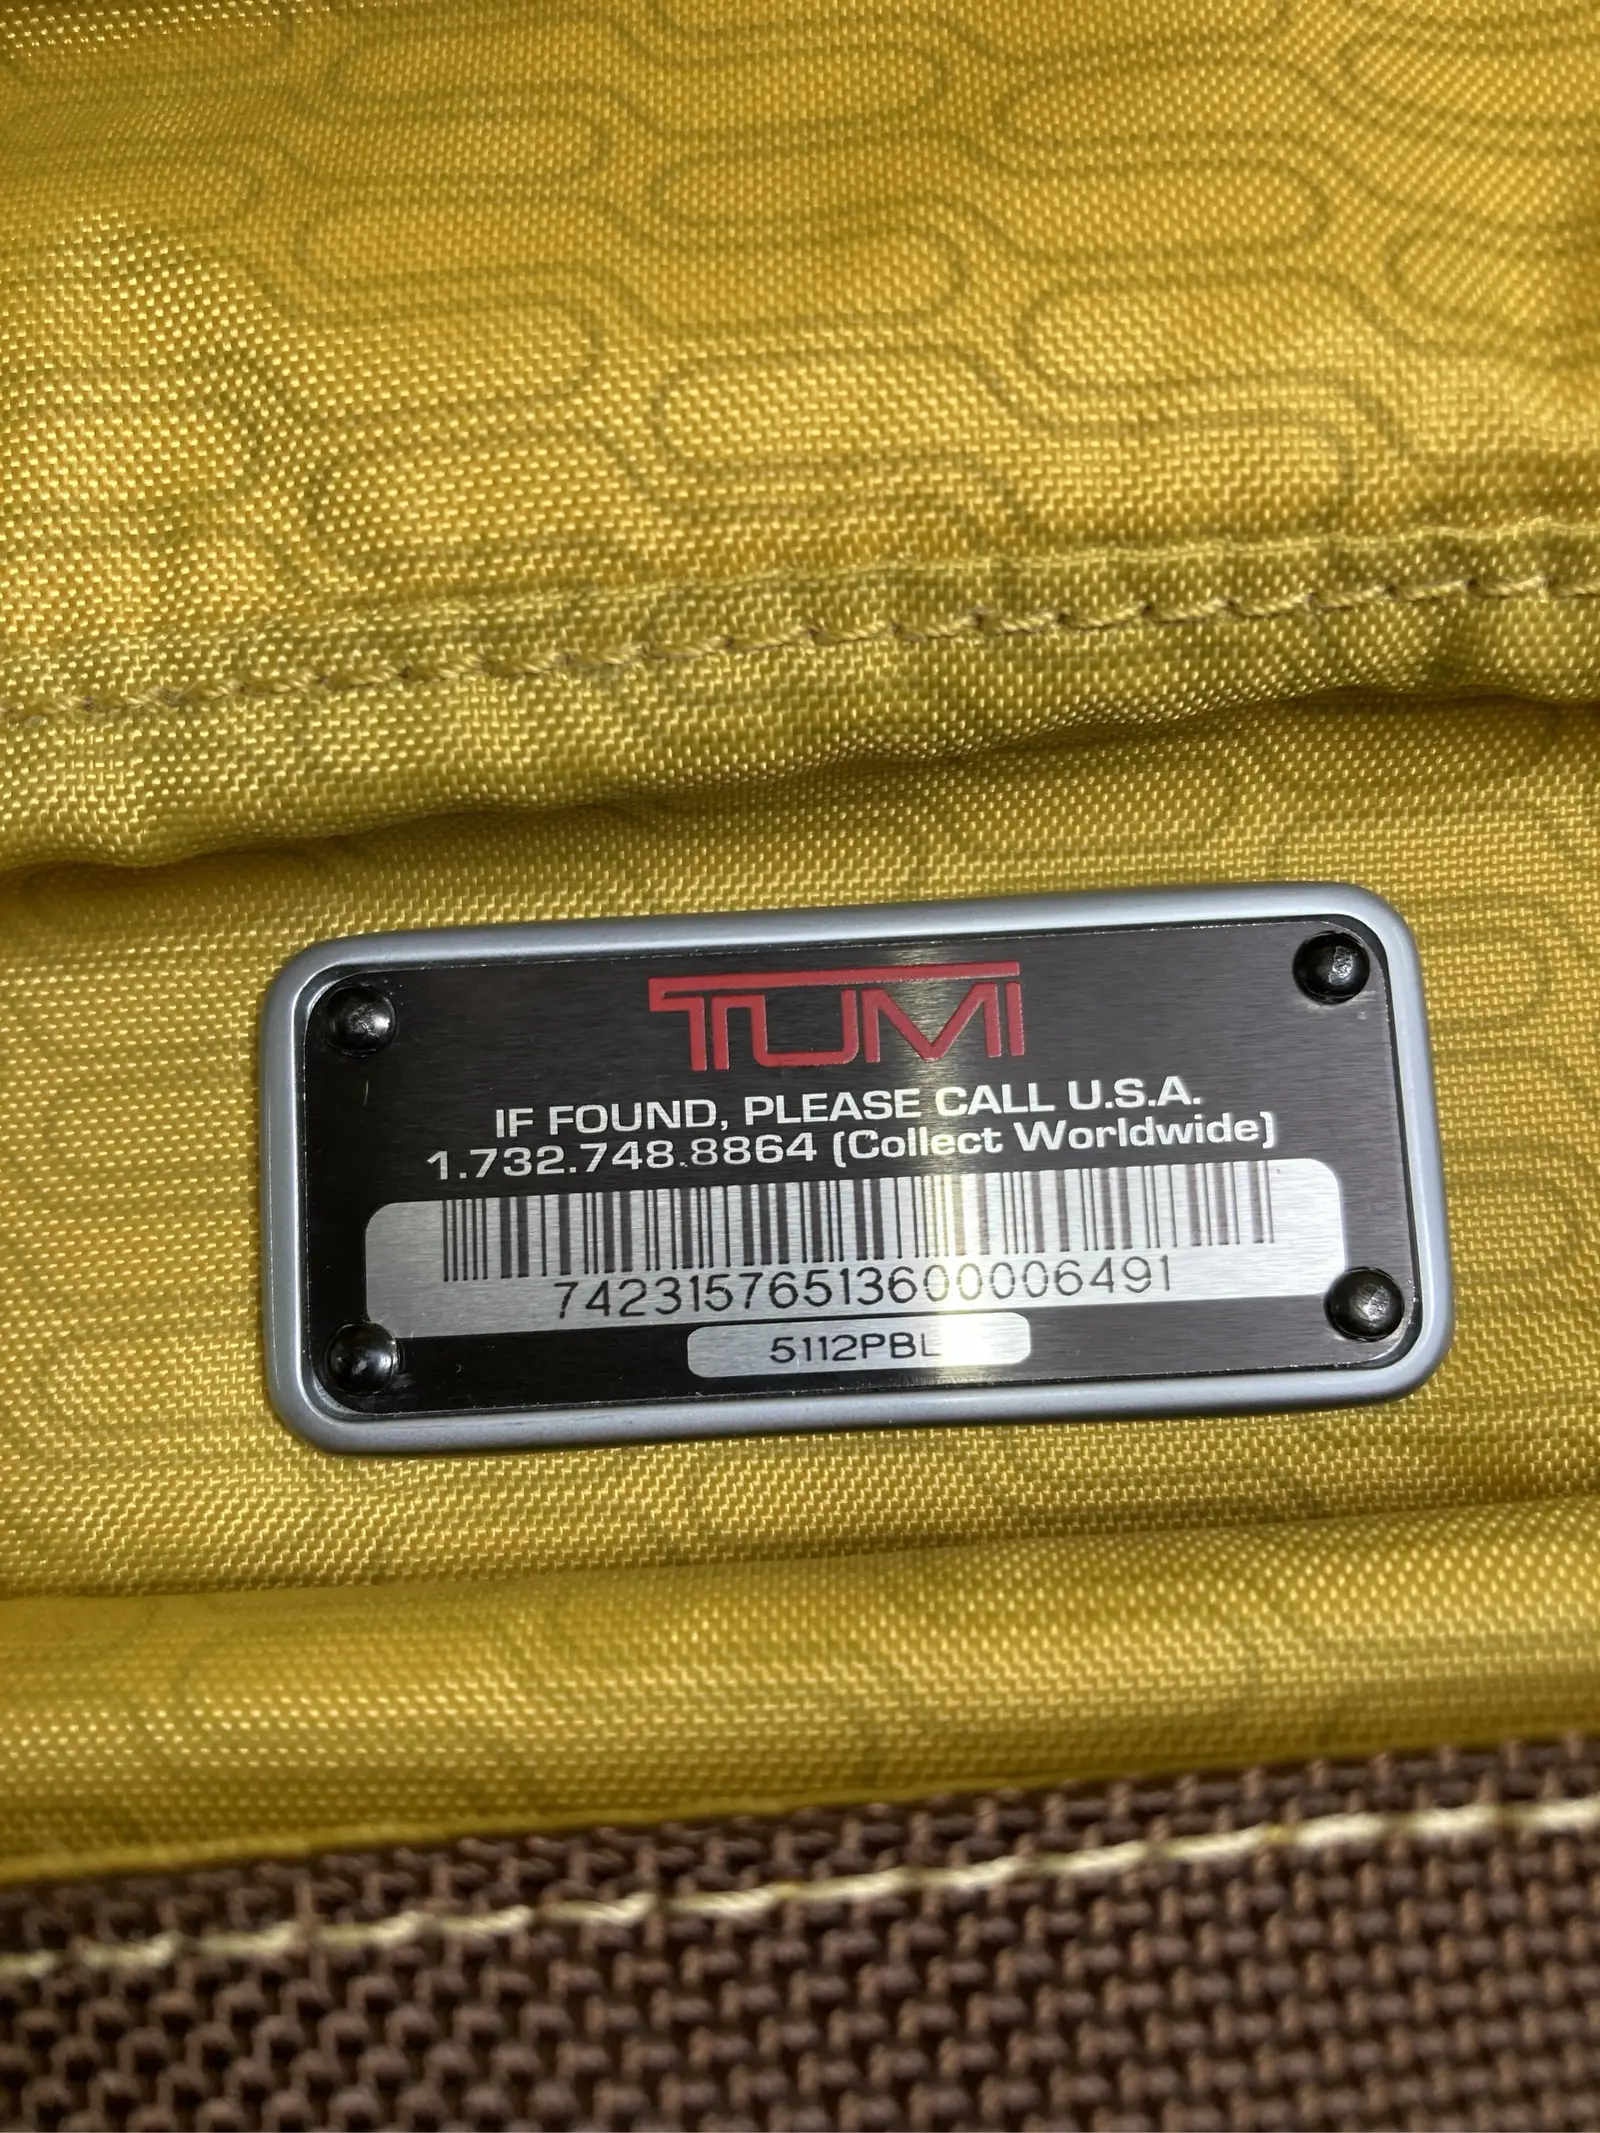 TUMI
IF FOUND, PLEASE CALL U.S.A.
1.732.748.8864 (Collect Worldwide)
74231576513600006491
5112PBL